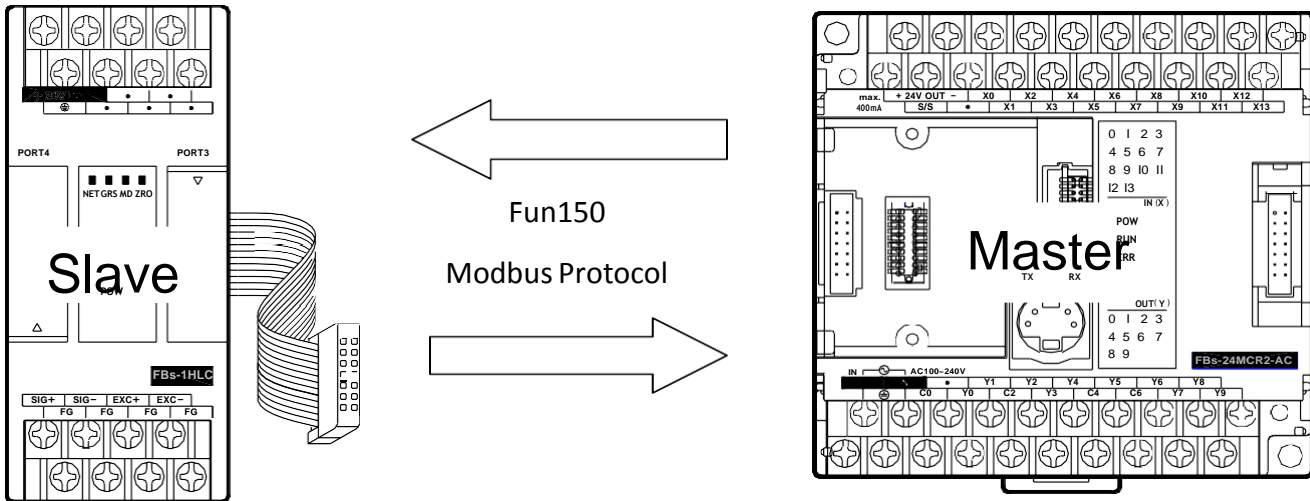 PORT4
PORT3
NET GRS MD ZRO
Slave
POW
FBs-1HLC
SIG+ SIG− EXC+ EXC−
FG FG FG FG
Fun150
Modbus Protocol
max.
400mA
+ 24V OUT − X0 X2 X4 X6 X8 X10 X12
S/S X1 X3 X5 X7 X9 X11 X13
0 1 2 3
4 5 6 7
8 9 10 11
12 13
IN (X)
POW
RUN
ERR
Master
TX RX
OUT(Y)
0 1 2 3
4 5 6 7
8 9
FBs-24MCR2-AC
IN AC100~240V
Y1 Y2 Y4 Y5 Y6 Y8
C0 Y0 C2 Y3 C4 C6 Y7 Y9